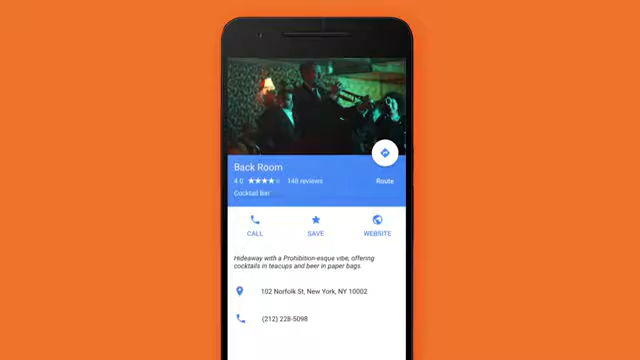 Back Room
4.0 148 reviews
Route
Cocktail Bar
CALL SAVE WEBSITE
Hideaway with a Prohibition-esque vibe, offering
cocktails in teacups and beer in paper bags.
102 Norfolk St, New York, NY 10002
(212) 228-5098